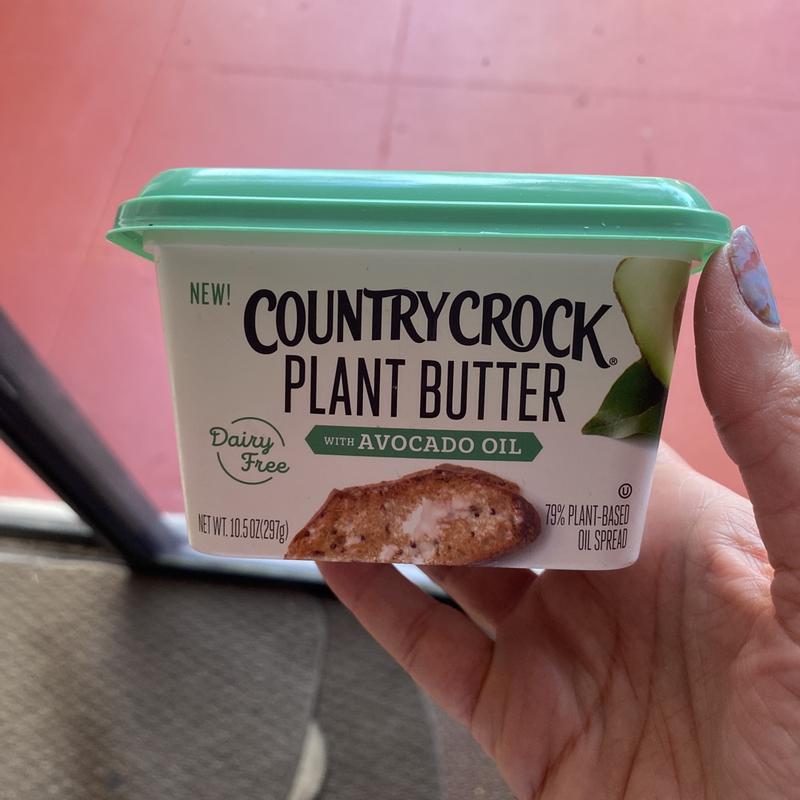 NEW!
COUNTRY CROCK®
PLANT BUTTER
WITH AVOCADO OIL
Dairy
Free
U
NET WT. 10.5 OZ (297g)
79% PLANT-BASED
OIL SPREAD